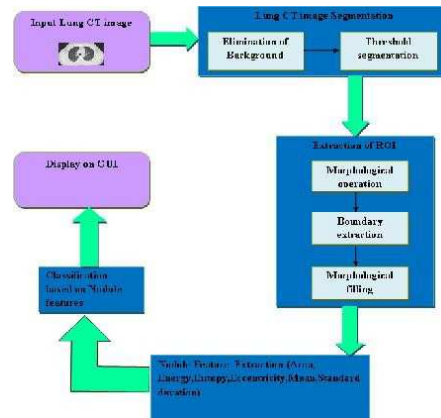 Input Lung CT image
Lung CT image Segmentation
Elimination of
Background
Threshold
segmentation
Extraction of ROI
Morphological
operation
Boundary
extraction
Morphological
filling
Display on GUI
Classification
based on Nodule
features
Nodule Feature Extraction (Area,
Energy,Entropy,Eccentricity,Mean,Standard